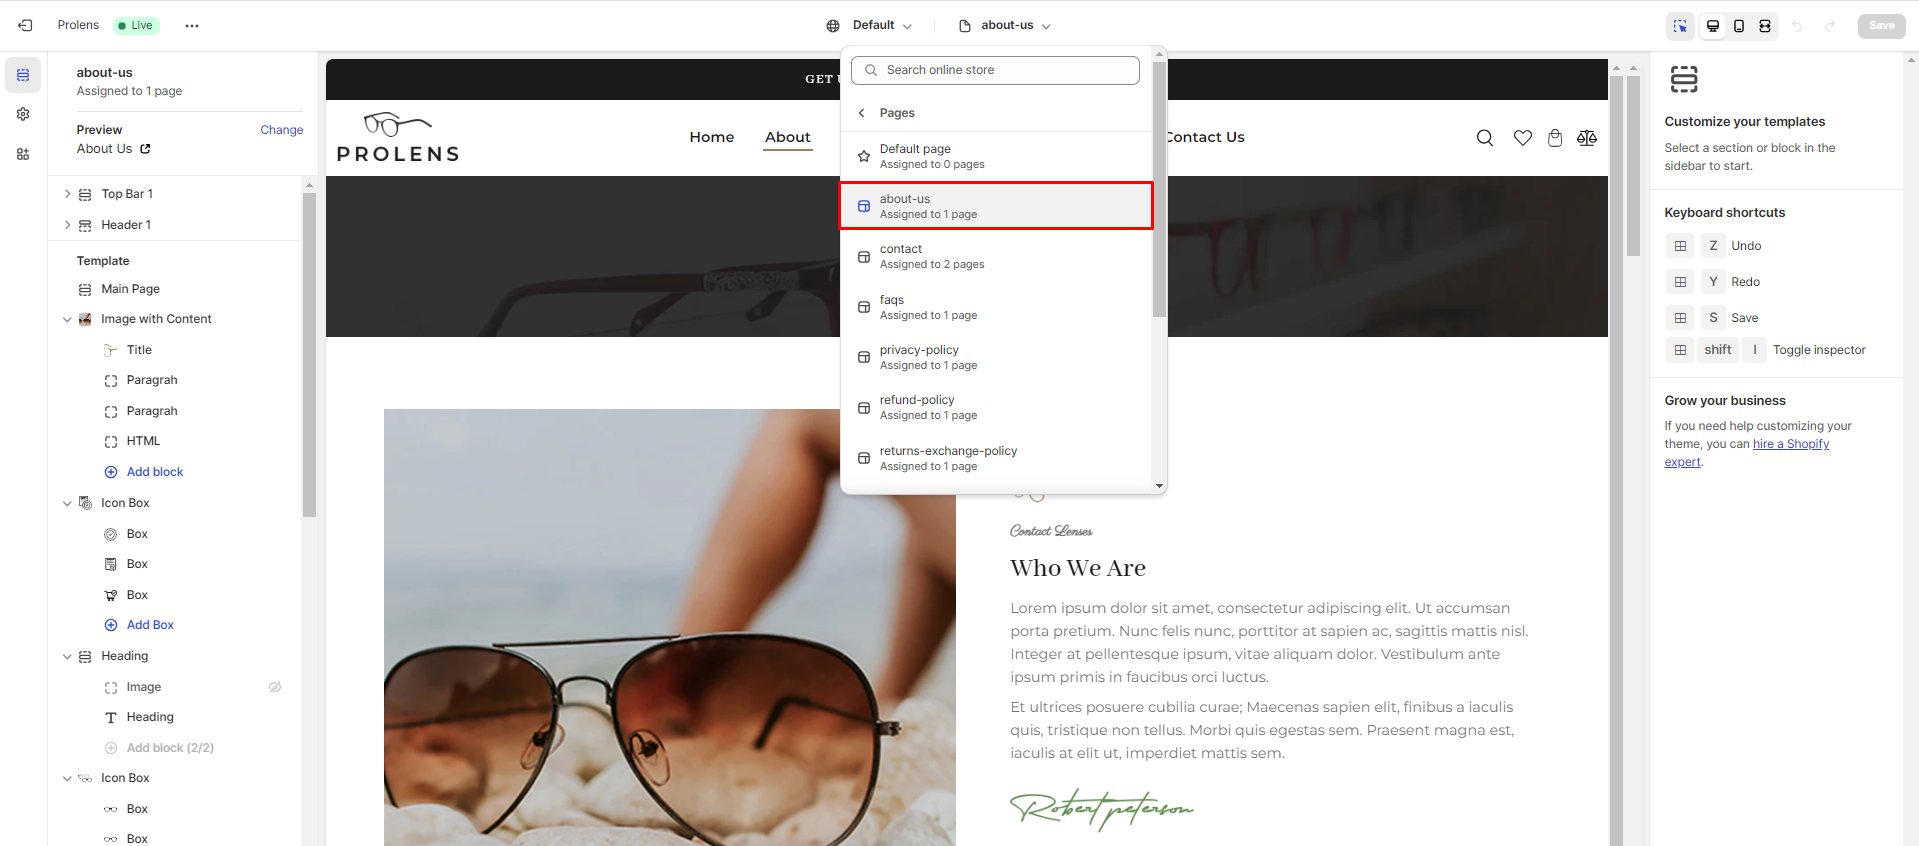 Prolens
Live
Default
about-us
Save
about-us
Assigned to 1 page
Preview
Change
About Us
Top Bar 1
Header 1
Template
Main Page
Image with Content
Title
Paragrah
Paragrah
HTML
Add block
Icon Box
Box
Box
Box
Add Box
Heading
Image
Heading
Add block (2/2)
Icon Box
Box
Box
GET
PROLENS
Home
About
Contact Us
Search online store
Pages
Default page
Assigned to 0 pages
about-us
Assigned to 1 page
contact
Assigned to 2 pages
faqs
Assigned to 1 page
privacy-policy
Assigned to 1 page
refund-policy
Assigned to 1 page
returns-exchange-policy
Assigned to 1 page
Contact Lenses
Who We Are
Lorem ipsum dolor sit amet, consectetur adipiscing elit. Ut accumsan
porta pretium. Nunc felis nunc, porttitor at sapien ac, sagittis mattis nisl.
Integer at pellentesque ipsum, vitae aliquam dolor. Vestibulum ante
ipsum primis in faucibus orci luctus.
Et ultrices posuere cubilia curae; Maecenas sapien elit, finibus a iaculis
quis, tristique non tellus. Morbi quis egestas sem. Praesent magna est,
iaculis at elit ut, imperdiet mattis sem.
Robert peterson
Customize your templates
Select a section or block in the
sidebar to start.
Keyboard shortcuts
Z Undo
Y Redo
S Save
shift I Toggle inspector
Grow your business
If you need help customizing your
theme, you can hire a Shopify
expert.